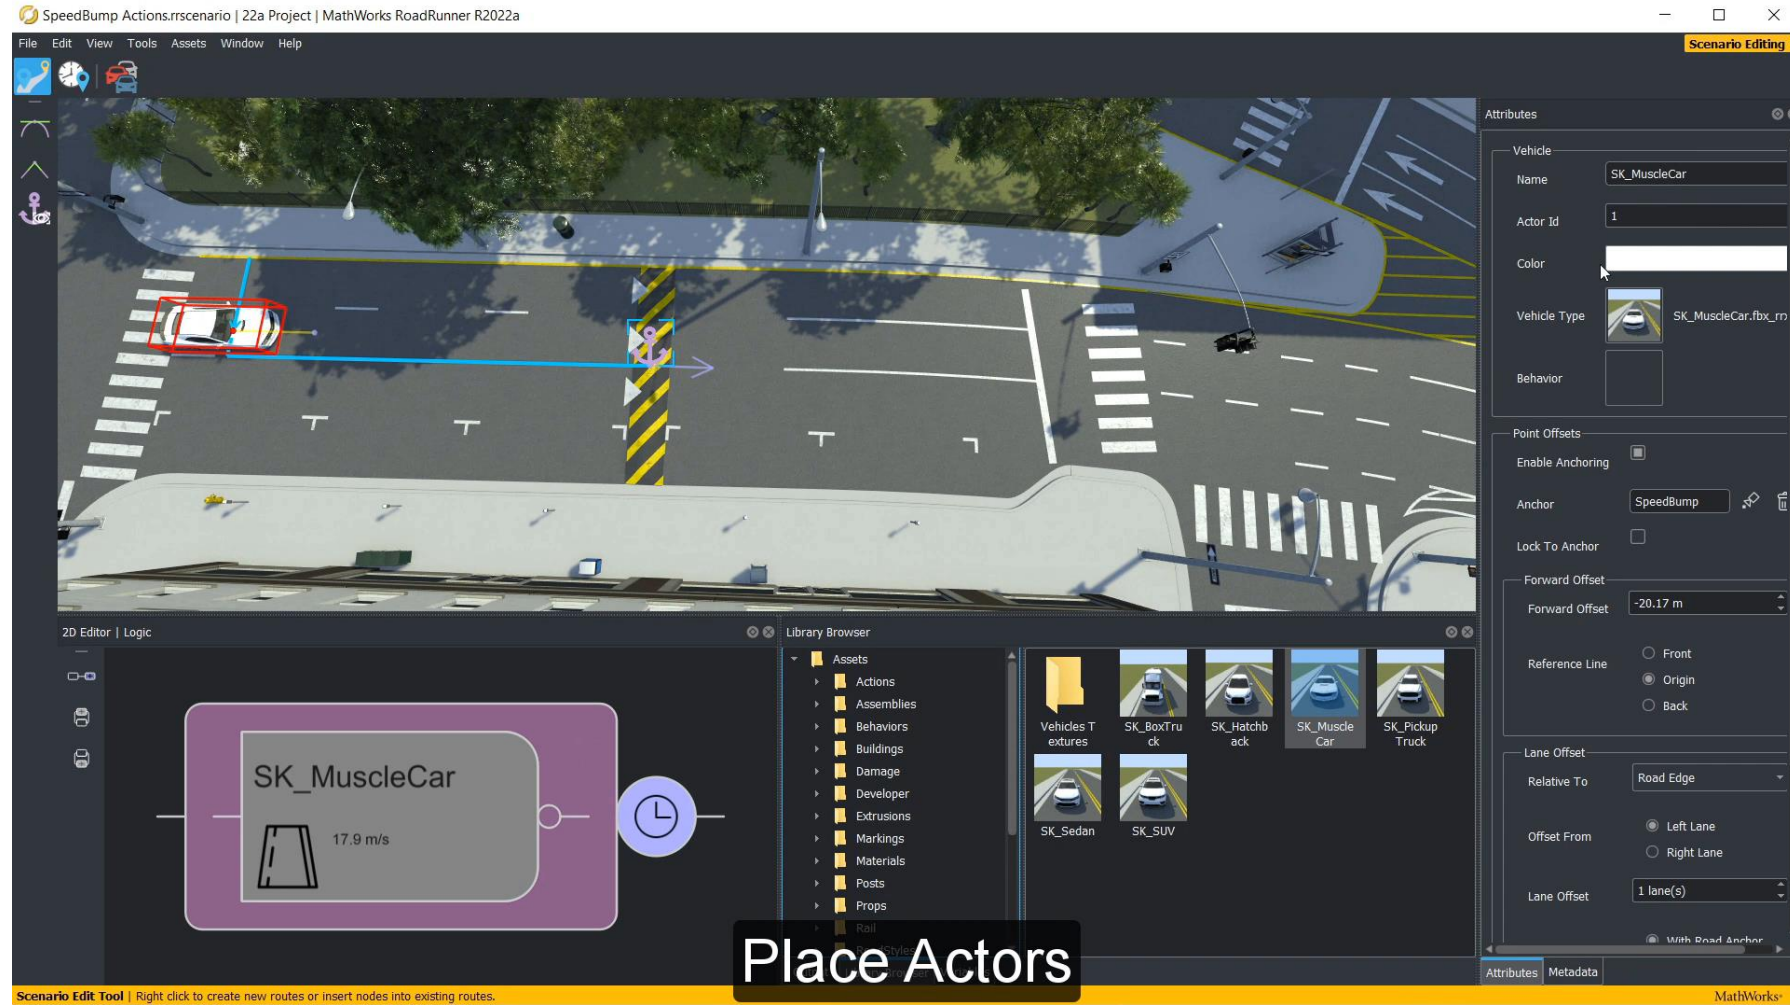 SpeedBump Actions.rrscenario | 22a Project | MathWorks RoadRunner R2022a
File Edit View Tools Assets Window Help
Scenario Editing
Attributes
Vehicle
Name
SK_MuscleCar
Actor Id
1
Color
Vehicle Type
SK_MuscleCar.fbx_rr
Behavior
Point Offsets
Enable Anchoring
Anchor
SpeedBump
Lock To Anchor
Forward Offset
Forward Offset
-20.17 m
Reference Line
Front
Origin
Back
Lane Offset
Relative To
Road Edge
Offset From
Left Lane
Right Lane
Lane Offset
1 lane(s)
With Road Anchor
Attributes Metadata
2D Editor | Logic
SK_MuscleCar
17.9 m/s
Library Browser
Assets
Actions
Assemblies
Behaviors
Buildings
Damage
Developer
Extrusions
Markings
Materials
Posts
Props
Rail
RoadStyles
Vehicles T
extures
SK_BoxTru
ck
SK_Hatchb
ack
SK_Muscle
Car
SK_Pickup
Truck
SK_Sedan
SK_SUV
Place Actors
Scenario Edit Tool | Right click to create new routes or insert nodes into existing routes.
MathWorks